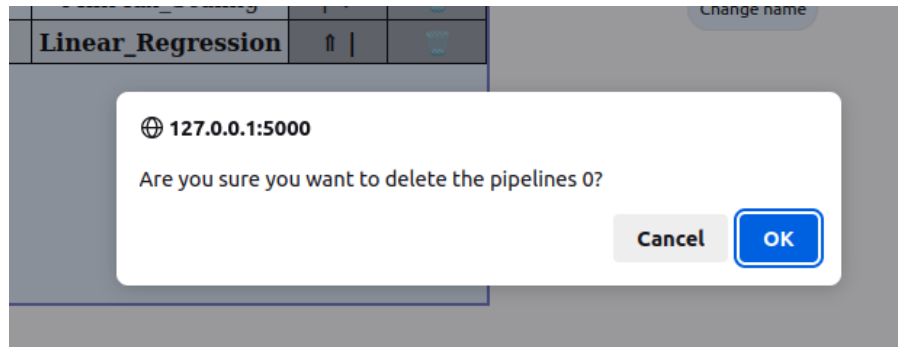 Change name
Linear_Regression ⇑ |
127.0.0.1:5000
Are you sure you want to delete the pipelines 0?
Cancel OK